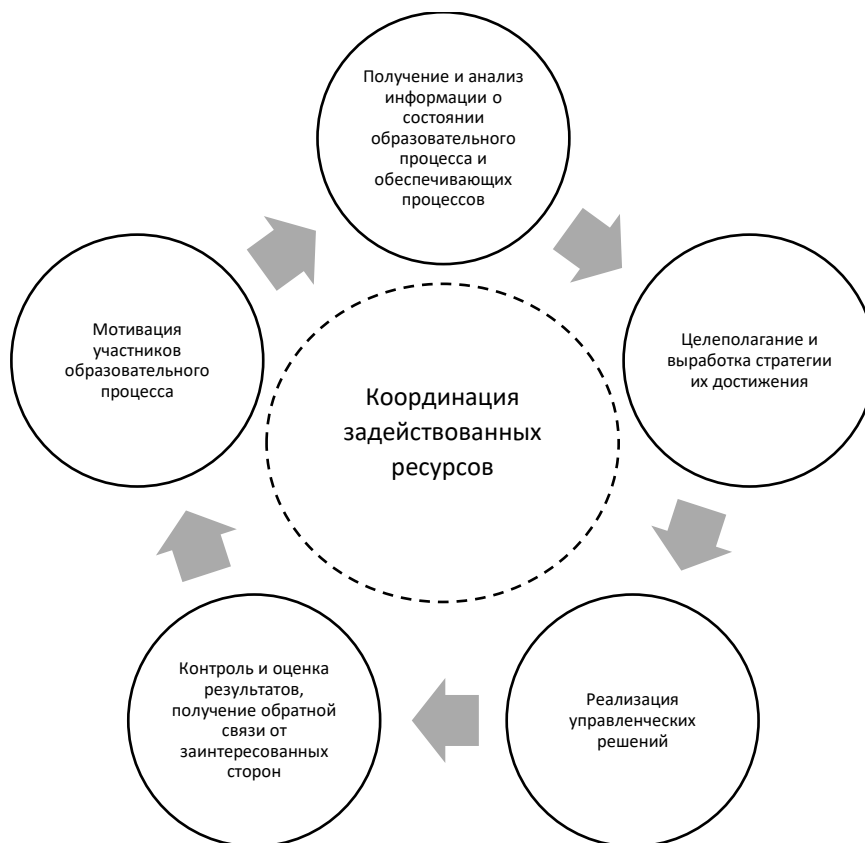 Получение и анализ
информации о
состоянии
образовательного
процесса и
обеспечивающих
процессов
Целеполагание и
выработка стратегии
их достижения
Реализация
управленческих
решений
Контроль и оценка
результатов,
получение обратной
связи от
заинтересованных
сторон
Мотивация
участников
образовательного
процесса
Координация
задействованных
ресурсов